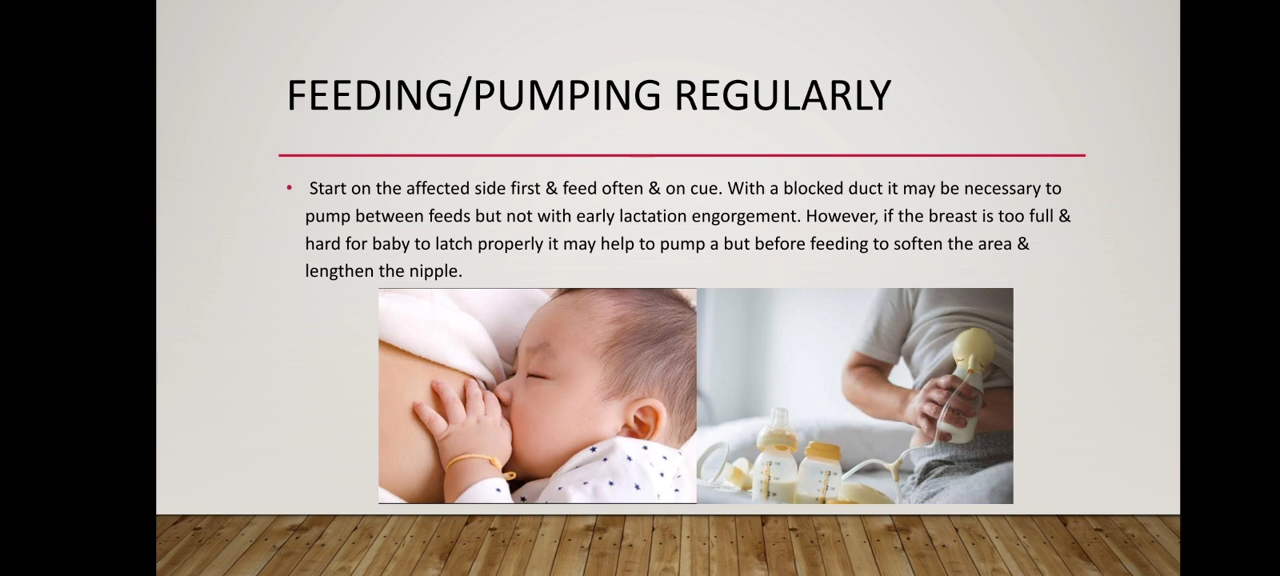 FEEDING/PUMPING REGULARLY
• Start on the affected side first & feed often & on cue. With a blocked duct it may be necessary to
pump between feeds but not with early lactation engorgement. However, if the breast is too full &
hard for baby to latch properly it may help to pump a but before feeding to soften the area &
lengthen the nipple.